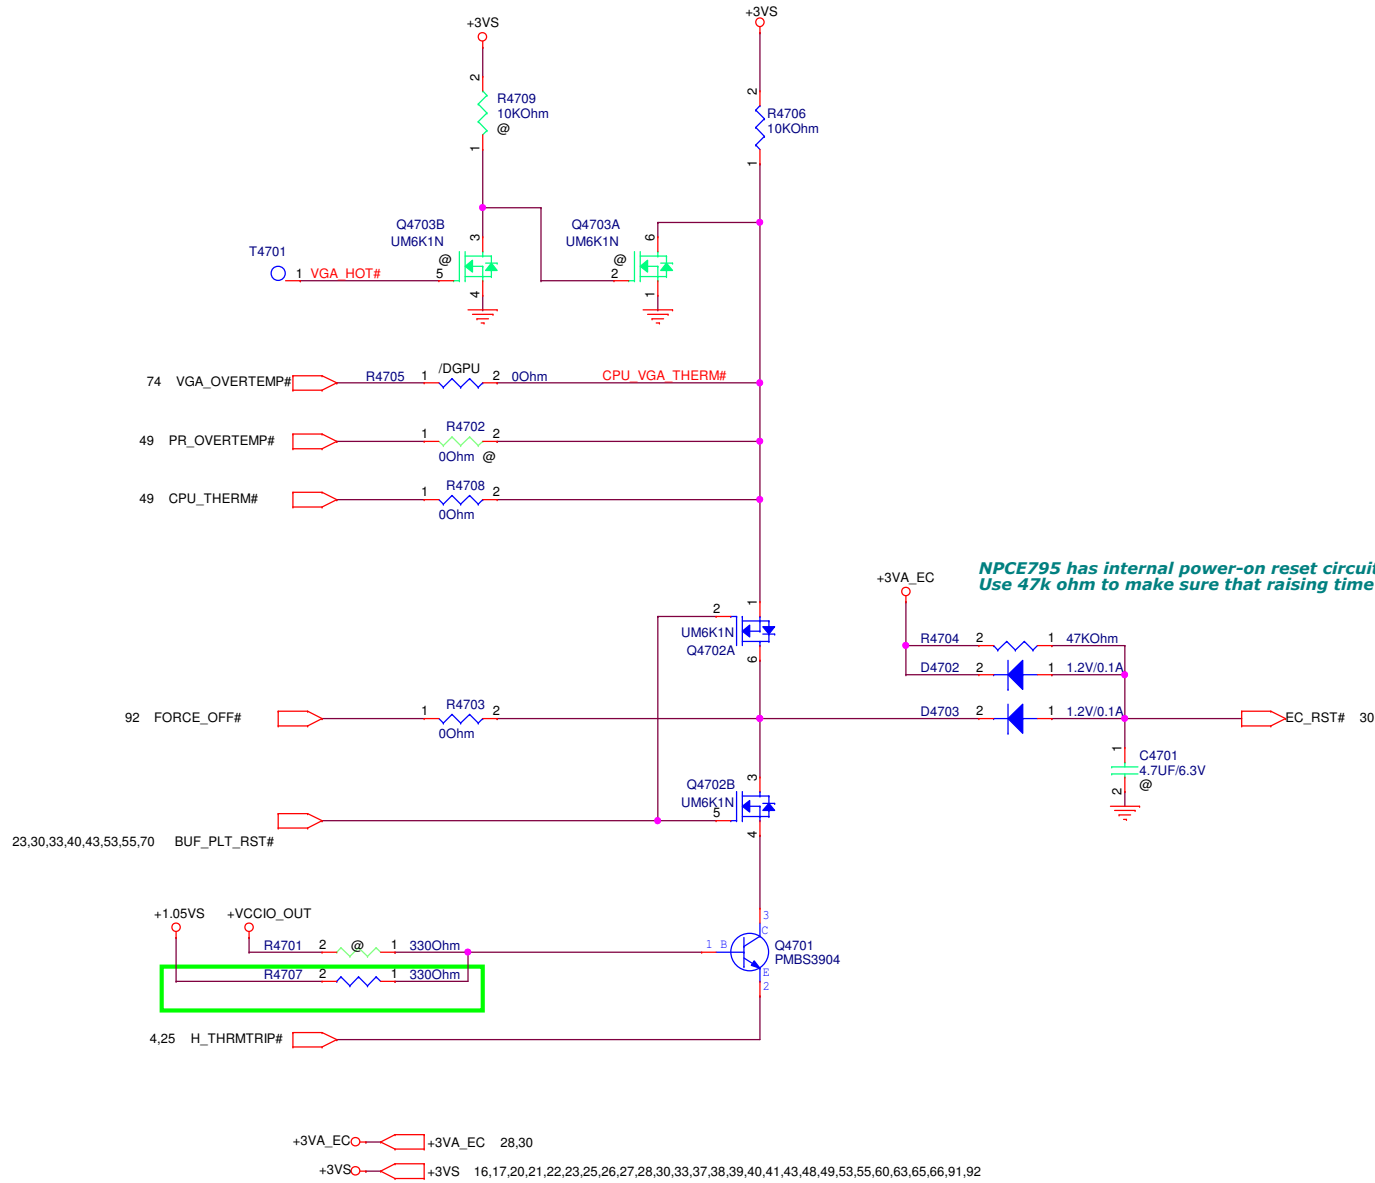 +3VS
+3VS
2
R4709
10KOhm
@
1
2
R4706
10KOhm
1
Q4703B
UM6K1N
@
3
5
4
Q4703A
UM6K1N
@
6
2
1
T4701
1 VGA_HOT#
74 VGA_OVERTEMP# R4705 1 /DGPU 2 0Ohm CPU_VGA_THERM#
49 PR_OVERTEMP# 1 R4702 2
0Ohm @
49 CPU_THERM# 1 R4708 2
0Ohm
NPCE795 has internal power-on reset circuit
Use 47k ohm to make sure that raising time
+3VA_EC
1
2
UM6K1N
Q4702A
6
R4704 2 1 47KOhm
D4702 2 1 1.2V/0.1A
92 FORCE_OFF# 1 R4703 2
0Ohm
D4703 2 1 1.2V/0.1A
EC_RST# 30
1
C4701
4.7UF/6.3V
@
2
3
Q4702B
UM6K1N
5
4
23,30,33,40,43,53,55,70 BUF_PLT_RST#
+1.05VS +VCCIO_OUT
R4701 2 @ 1 330Ohm
R4707 2 1 330Ohm
3
C
1 B
Q4701
PMBS3904
E
2
4,25 H_THRMTRIP#
+3VA_EC +3VA_EC 28,30
+3VS +3VS 16,17,20,21,22,23,25,26,27,28,30,33,37,38,39,40,41,43,48,49,53,55,60,63,65,66,91,92